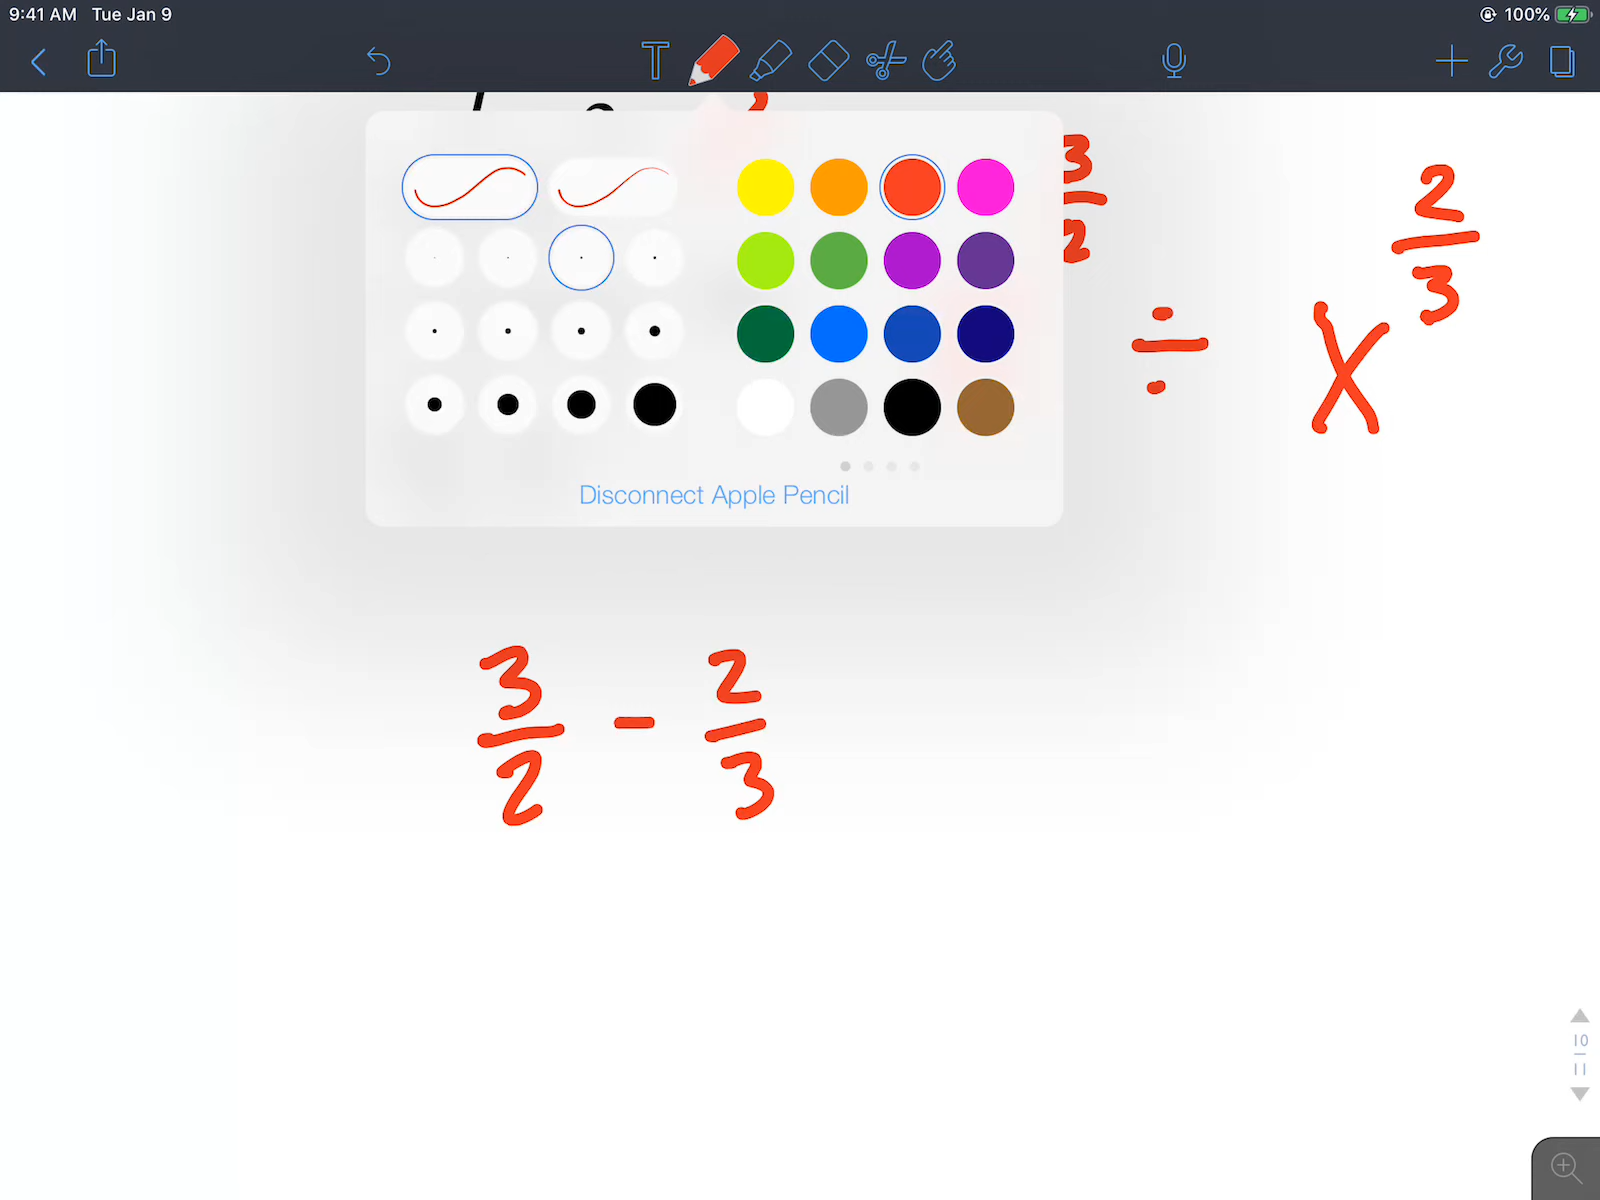 9:41 AM Tue Jan 9 100%
T
3/2 ÷ x^(2/3)
Disconnect Apple Pencil
3/2 - 2/3
10
11